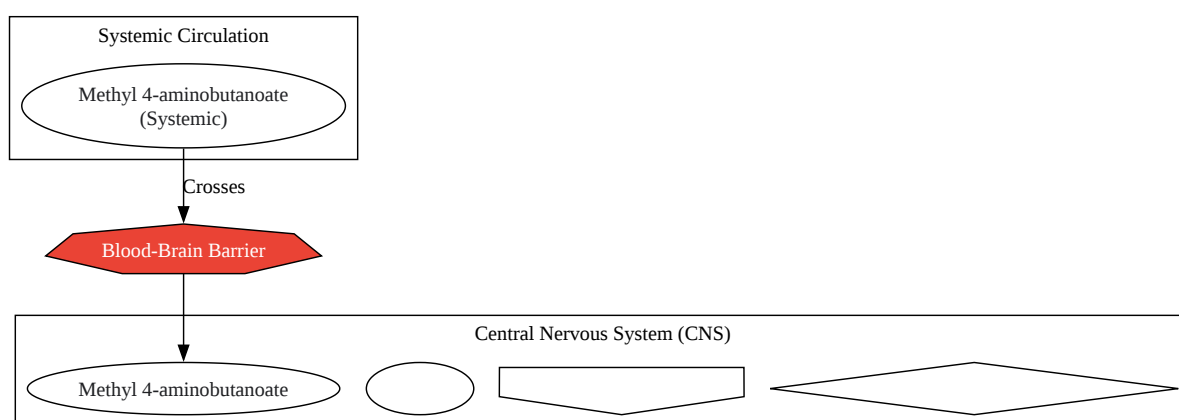 Systemic Circulation
Methyl 4-aminobutanoate
(Systemic)
Crosses
Blood-Brain Barrier
Central Nervous System (CNS)
Methyl 4-aminobutanoate